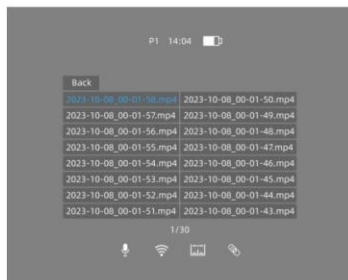 P1 14:04
Back
2023-10-08_00-01-58.mp4 2023-10-08_00-01-50.mp4
2023-10-08_00-01-57.mp4 2023-10-08_00-01-49.mp4
2023-10-08_00-01-56.mp4 2023-10-08_00-01-48.mp4
2023-10-08_00-01-55.mp4 2023-10-08_00-01-47.mp4
2023-10-08_00-01-54.mp4 2023-10-08_00-01-46.mp4
2023-10-08_00-01-53.mp4 2023-10-08_00-01-45.mp4
2023-10-08_00-01-52.mp4 2023-10-08_00-01-44.mp4
2023-10-08_00-01-51.mp4 2023-10-08_00-01-43.mp4
1/30